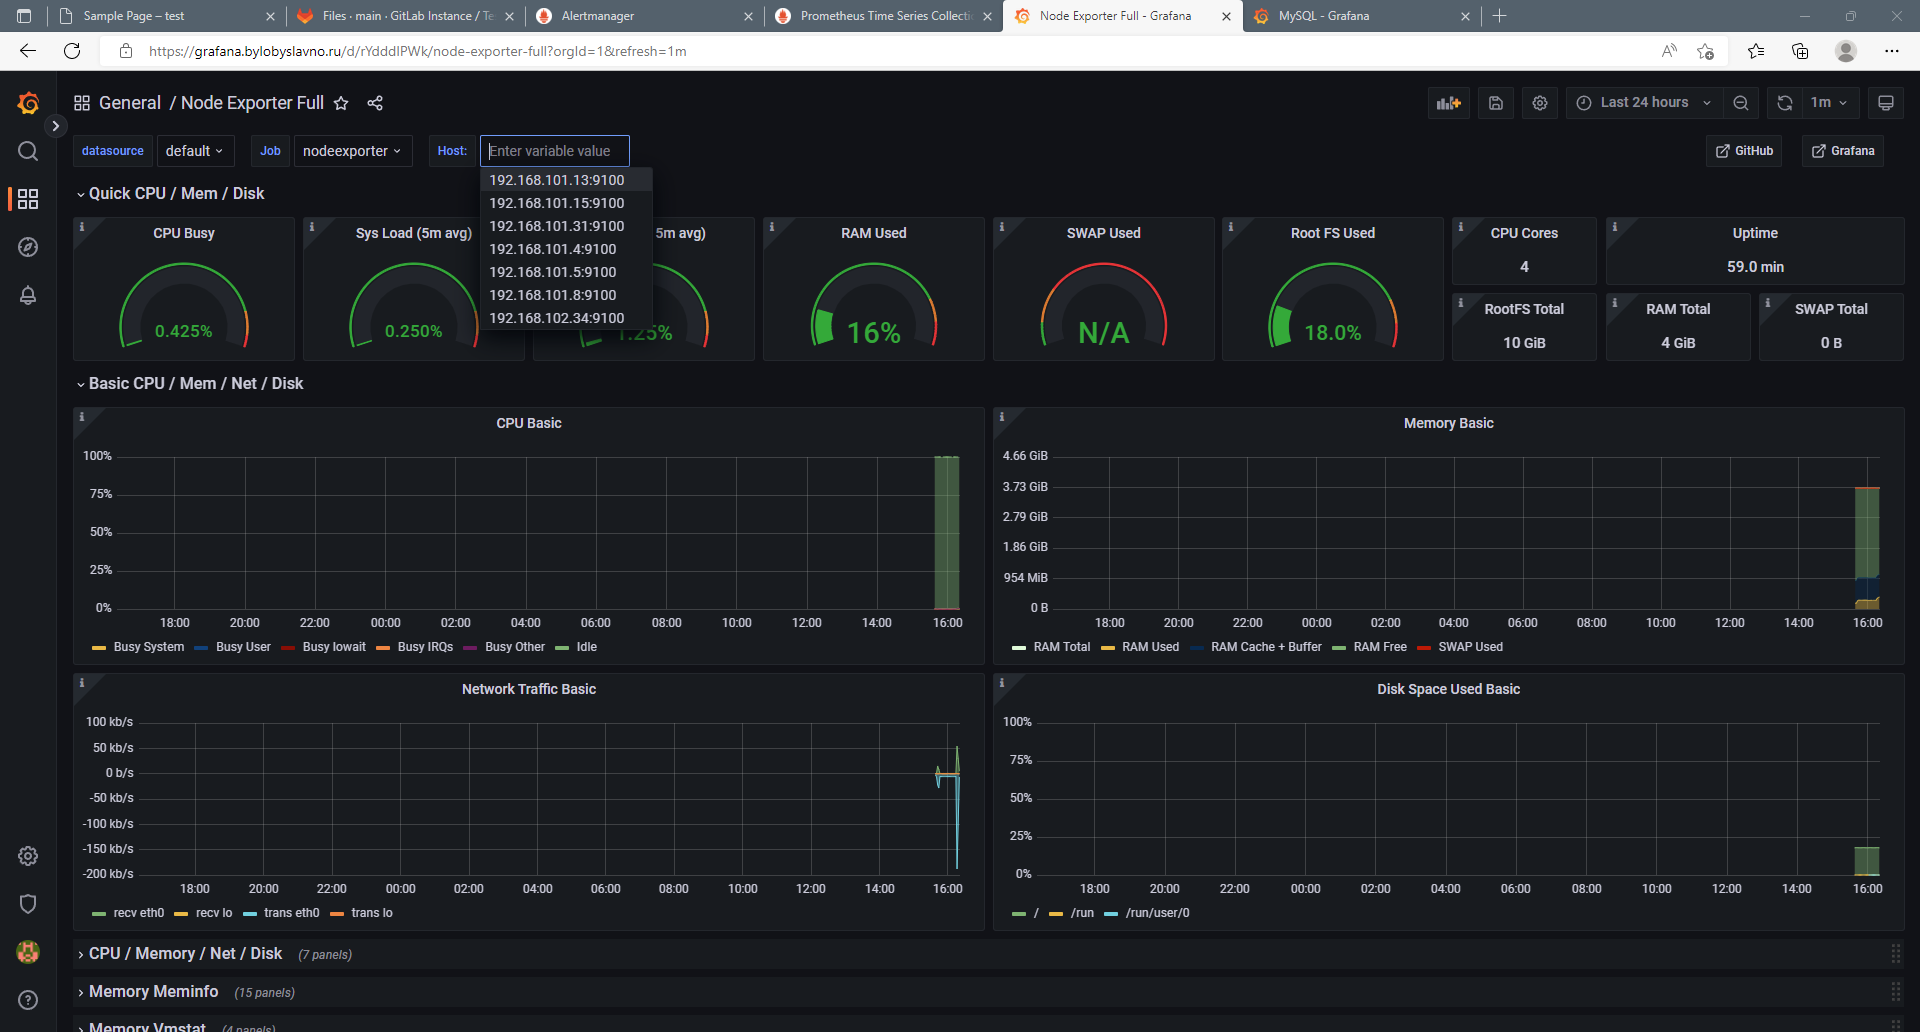 Sample Page – test
Files · main · GitLab Instance / Te
Alertmanager
Prometheus Time Series Collectio
Node Exporter Full - Grafana
MySQL - Grafana
https://grafana.bylobyslavno.ru/d/rYdddlPWk/node-exporter-full?orgId=1&refresh=1m
General / Node Exporter Full
Last 24 hours
1m
datasource
default
Job
nodeexporter
Host:
Enter variable value
GitHub
Grafana
192.168.101.13:9100
192.168.101.15:9100
192.168.101.31:9100
192.168.101.4:9100
192.168.101.5:9100
192.168.101.8:9100
192.168.102.34:9100
Quick CPU / Mem / Disk
CPU Busy
0.425%
Sys Load (5m avg)
0.250%
5m avg)
1.25%
RAM Used
16%
SWAP Used
N/A
Root FS Used
18.0%
CPU Cores
4
Uptime
59.0 min
RootFS Total
10 GiB
RAM Total
4 GiB
SWAP Total
0 B
Basic CPU / Mem / Net / Disk
CPU Basic
100%
75%
50%
25%
0%
18:00 20:00 22:00 00:00 02:00 04:00 06:00 08:00 10:00 12:00 14:00 16:00
Busy System Busy User Busy Iowait Busy IRQs Busy Other Idle
Memory Basic
4.66 GiB
3.73 GiB
2.79 GiB
1.86 GiB
954 MiB
0 B
18:00 20:00 22:00 00:00 02:00 04:00 06:00 08:00 10:00 12:00 14:00 16:00
RAM Total RAM Used RAM Cache + Buffer RAM Free SWAP Used
Network Traffic Basic
100 kb/s
50 kb/s
0 b/s
-50 kb/s
-100 kb/s
-150 kb/s
-200 kb/s
18:00 20:00 22:00 00:00 02:00 04:00 06:00 08:00 10:00 12:00 14:00 16:00
recv eth0 recv lo trans eth0 trans lo
Disk Space Used Basic
100%
75%
50%
25%
0%
18:00 20:00 22:00 00:00 02:00 04:00 06:00 08:00 10:00 12:00 14:00 16:00
/ /run /run/user/0
CPU / Memory / Net / Disk (7 panels)
Memory Meminfo (15 panels)
Memory Vmstat (4 panels)